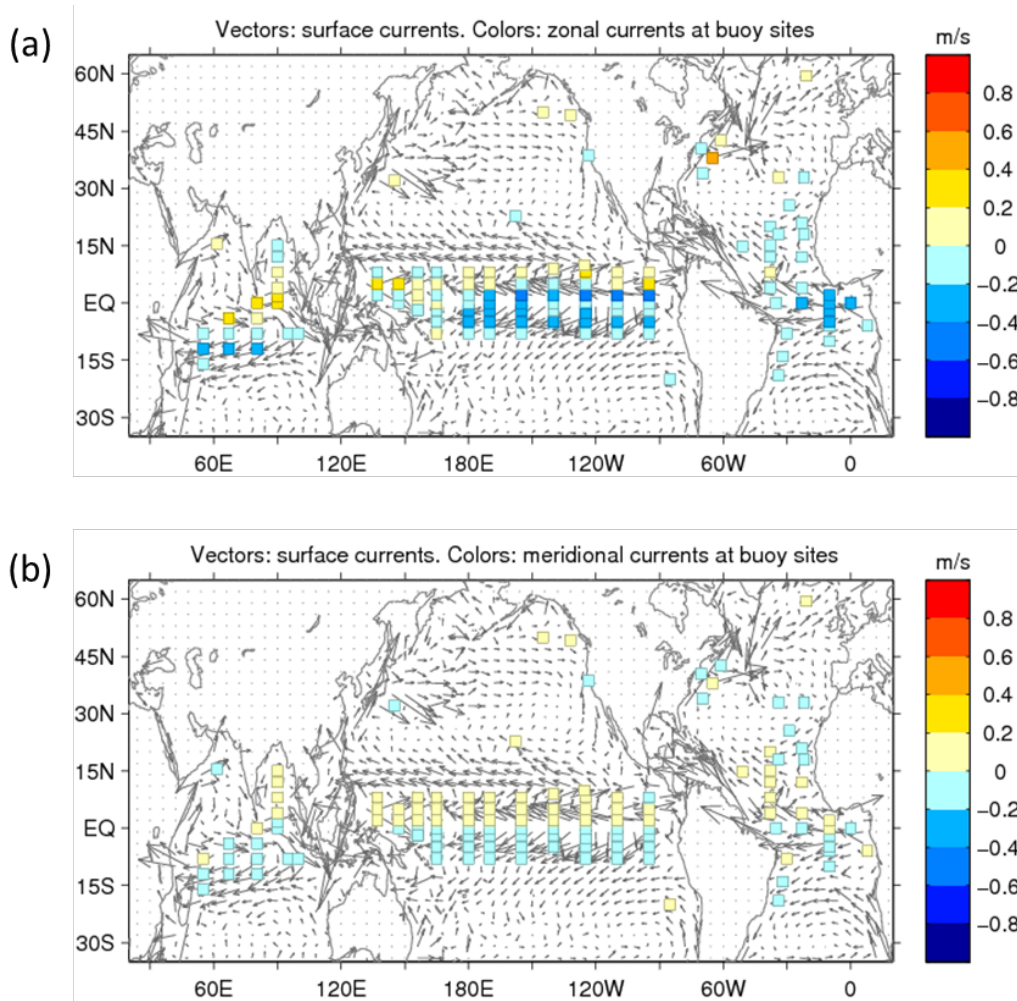 (a)
Vectors: surface currents. Colors: zonal currents at buoy sites
m/s
60N
45N
30N
15N
EQ
15S
30S
60E 120E 180E 120W 60W 0
0.8
0.6
0.4
0.2
0
−0.2
−0.4
−0.6
−0.8
(b)
Vectors: surface currents. Colors: meridional currents at buoy sites
m/s
60N
45N
30N
15N
EQ
15S
30S
60E 120E 180E 120W 60W 0
0.8
0.6
0.4
0.2
0
−0.2
−0.4
−0.6
−0.8